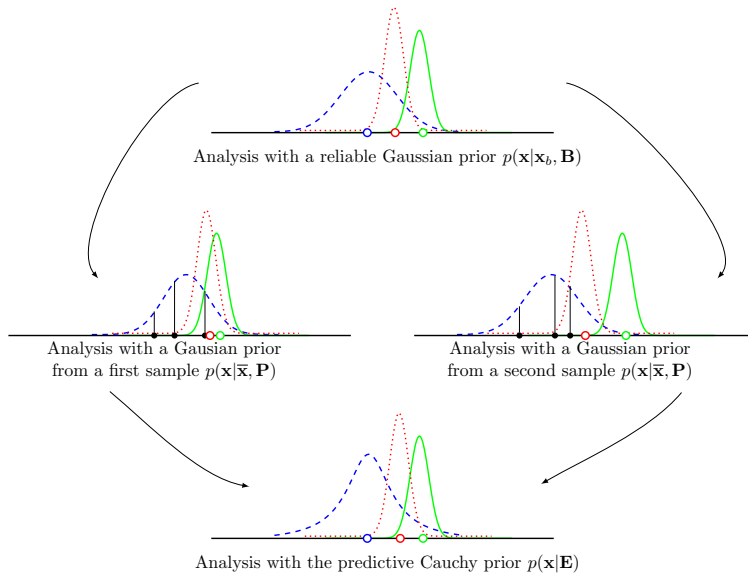 Analysis with a reliable Gaussian prior p(𝐱|𝐱_b, 𝐁)
Analysis with a Gausian prior
from a first sample p(𝐱|𝐱̅, 𝐏)
Analysis with a Gaussian prior
from a second sample p(𝐱|𝐱̅, 𝐏)
Analysis with the predictive Cauchy prior p(𝐱|𝐄)